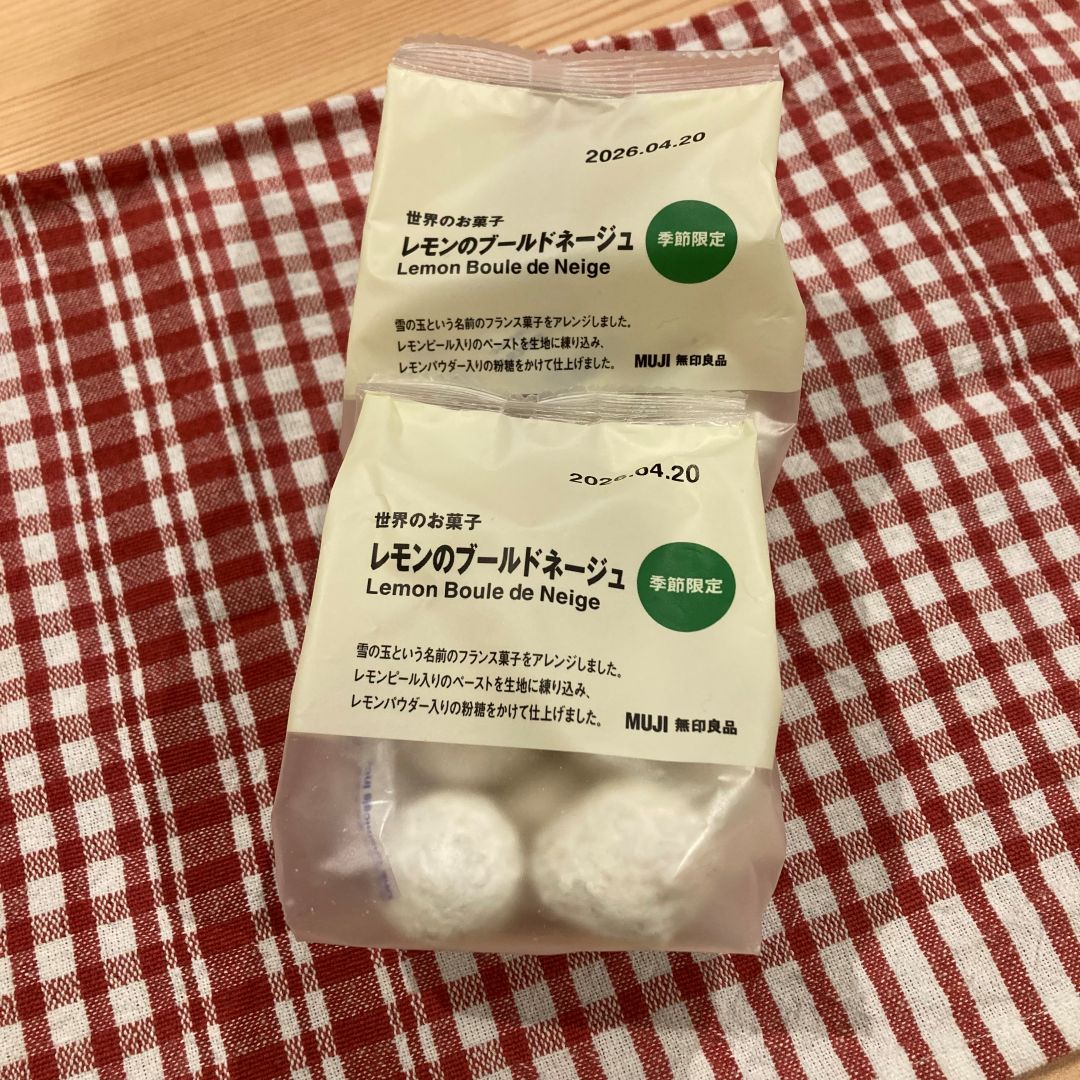 2026.04.20
世界のお菓子
レモンのブールドネージュ
Lemon Boule de Neige
季節限定
雪の玉という名前のフランス菓子をアレンジしました。
レモンピール入りのペーストを生地に練り込み、
レモンパウダー入りの粉糖をかけて仕上げました。
MUJI 無印良品
2026.04.20
世界のお菓子
レモンのブールドネージュ
Lemon Boule de Neige
季節限定
雪の玉という名前のフランス菓子をアレンジしました。
レモンピール入りのペーストを生地に練り込み、
レモンパウダー入りの粉糖をかけて仕上げました。
MUJI 無印良品